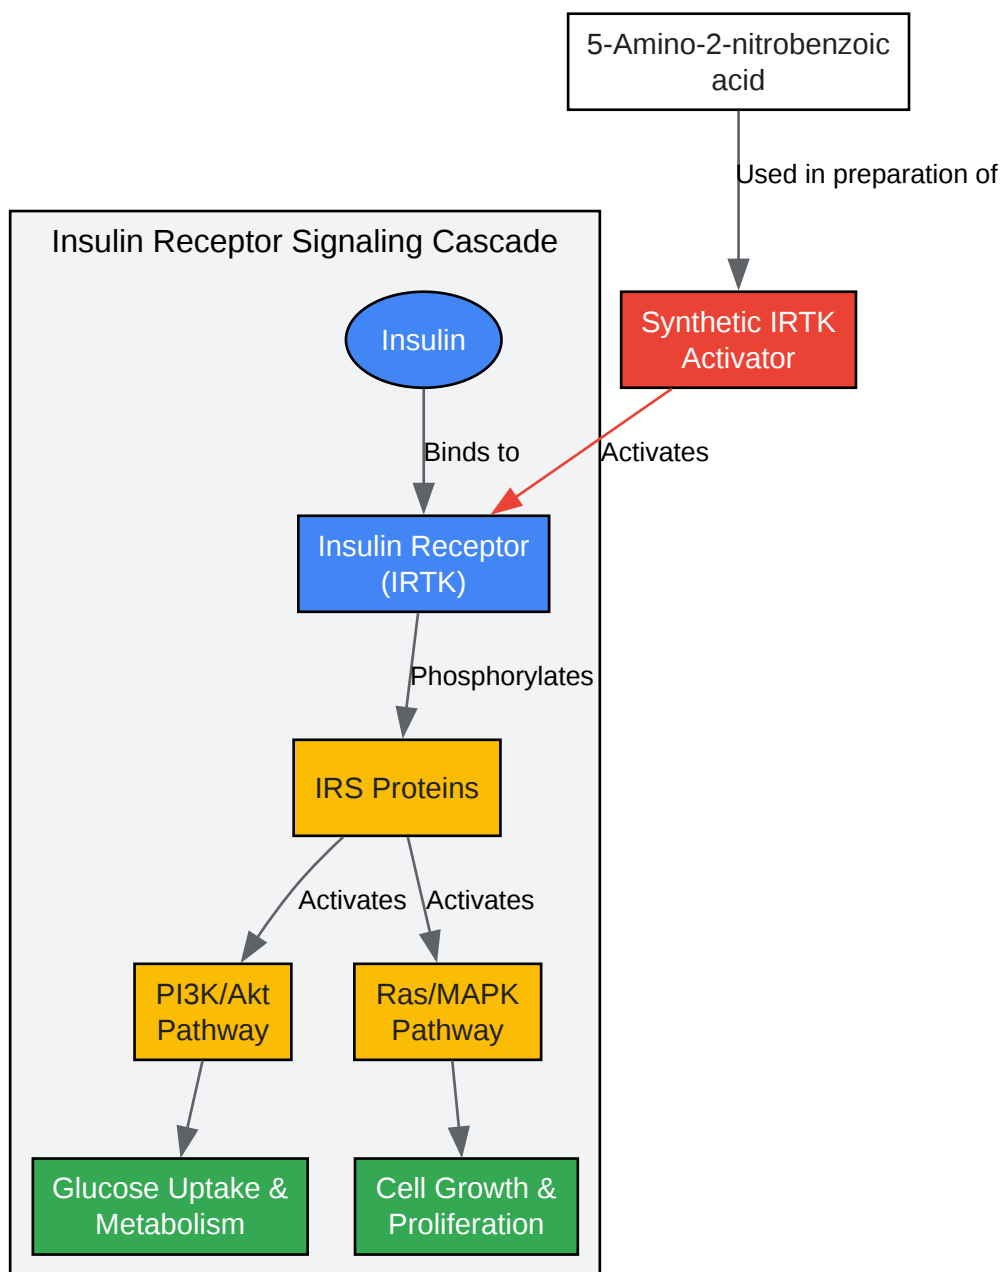 5-Amino-2-nitrobenzoic
acid
Used in preparation of
Insulin Receptor Signaling Cascade
Insulin
Synthetic IRTK
Activator
Binds to
Activates
Insulin Receptor
(IRTK)
Phosphorylates
IRS Proteins
Activates
Activates
PI3K/Akt
Pathway
Ras/MAPK
Pathway
Glucose Uptake &
Metabolism
Cell Growth &
Proliferation